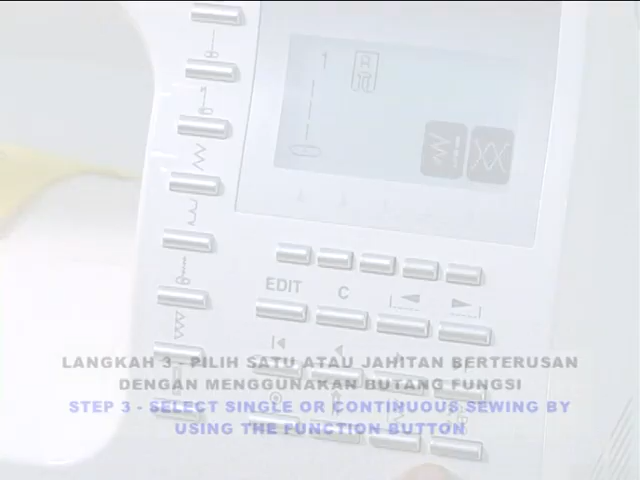 EDIT
C
LANGKAH 3 - PILIH SATU ATAU JAHITAN BERTERUSAN
DENGAN MENGGUNAKAN BUTANG FUNGSI
STEP 3 - SELECT SINGLE OR CONTINUOUS SEWING BY
USING THE FUNCTION BUTTON